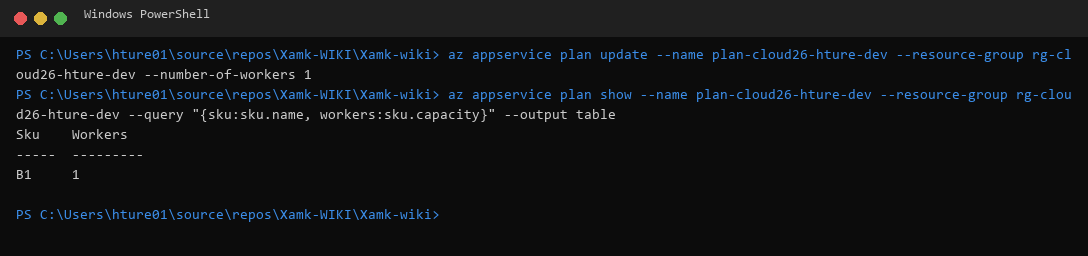 Windows PowerShell
PS C:\Users\hture01\source\repos\Xamk-WIKI\Xamk-wiki> az appservice plan update --name plan-cloud26-hture-dev --resource-group rg-cl
oud26-hture-dev --number-of-workers 1
PS C:\Users\hture01\source\repos\Xamk-WIKI\Xamk-wiki> az appservice plan show --name plan-cloud26-hture-dev --resource-group rg-clou
d26-hture-dev --query "{sku:sku.name, workers:sku.capacity}" --output table
Sku    Workers
-----  ---------
B1     1
PS C:\Users\hture01\source\repos\Xamk-WIKI\Xamk-wiki>